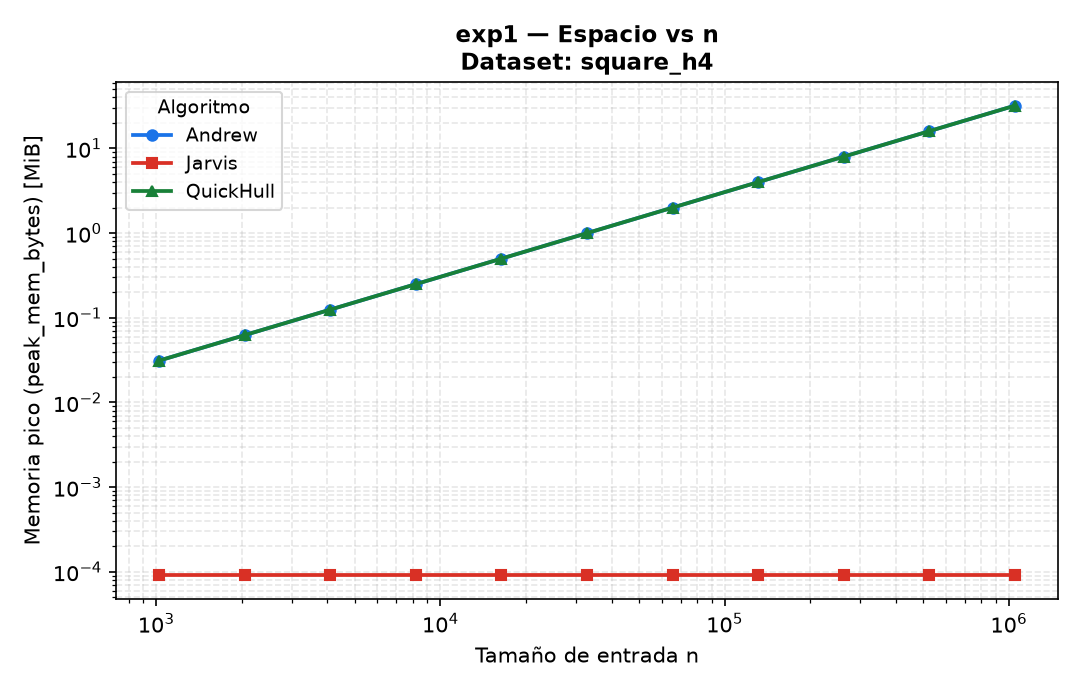 exp1 — Espacio vs n
Dataset: square_h4
Algoritmo
Andrew
Jarvis
QuickHull
Memoria pico (peak_mem_bytes) [MiB]
10¹
10⁰
10⁻¹
10⁻²
10⁻³
10⁻⁴
10³ 10⁴ 10⁵ 10⁶
Tamaño de entrada n